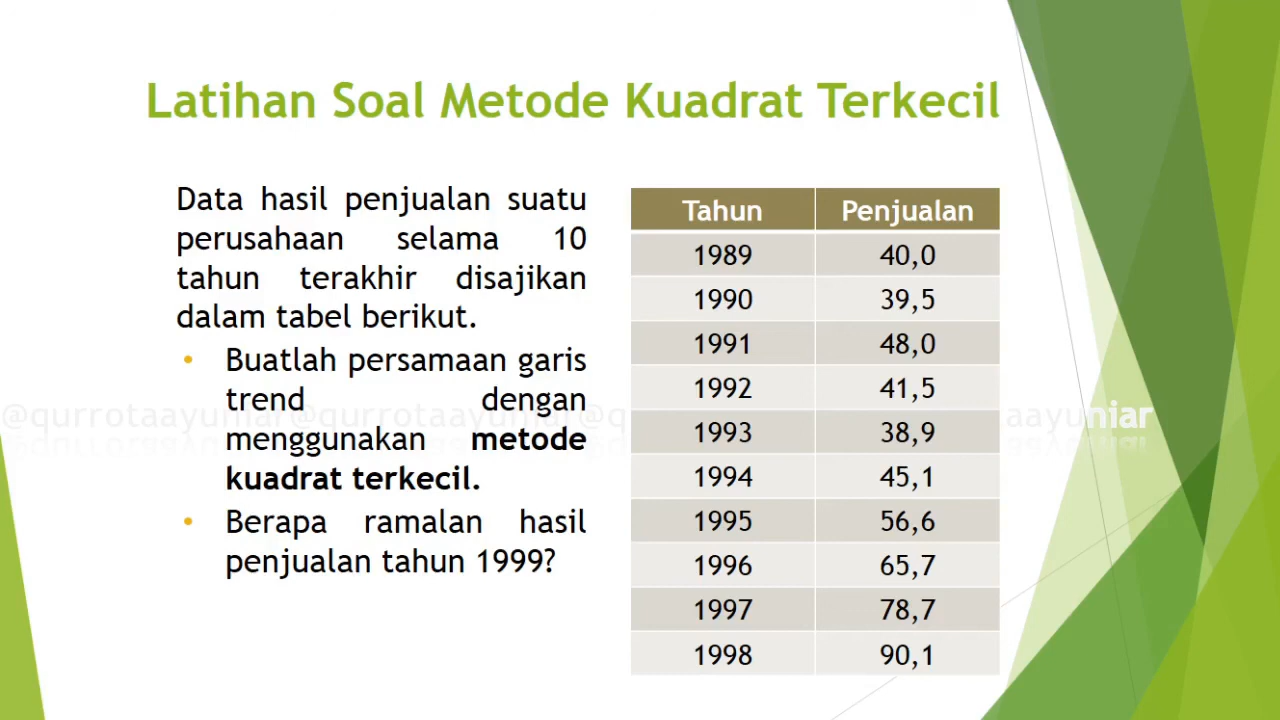 Latihan Soal Metode Kuadrat Terkecil
Data hasil penjualan suatu
perusahaan selama 10
tahun terakhir disajikan
dalam tabel berikut.
• Buatlah persamaan garis
trend dengan
menggunakan metode
kuadrat terkecil.
• Berapa ramalan hasil
penjualan tahun 1999?
Tahun Penjualan
1989 40,0
1990 39,5
1991 48,0
1992 41,5
1993 38,9
1994 45,1
1995 56,6
1996 65,7
1997 78,7
1998 90,1
@qurrotaayuniar@qurrotaayuniar@q aayuniar